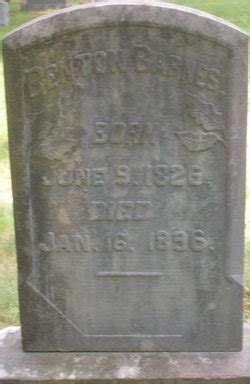 BENTON BARNES.
BORN
JUNE 9. 1826.
DIED
JAN. 16. 1896.